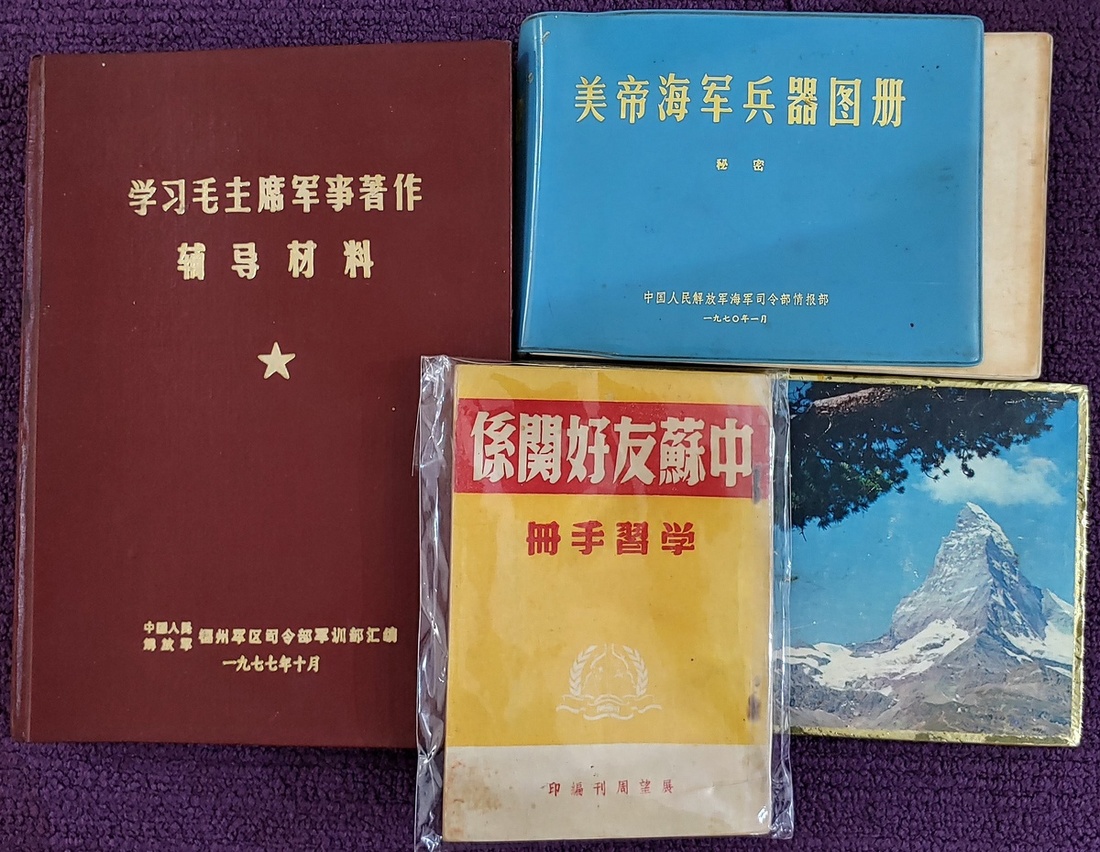 学习毛主席军事著作
辅导材料
中国人民
解放军
福州军区司令部军训部汇编
一九七七年十月
美帝海军兵器图册
秘密
中国人民解放军海军司令部情报部
一九七〇年一月
係關好友蘇中
冊手習学
印編刊周望展